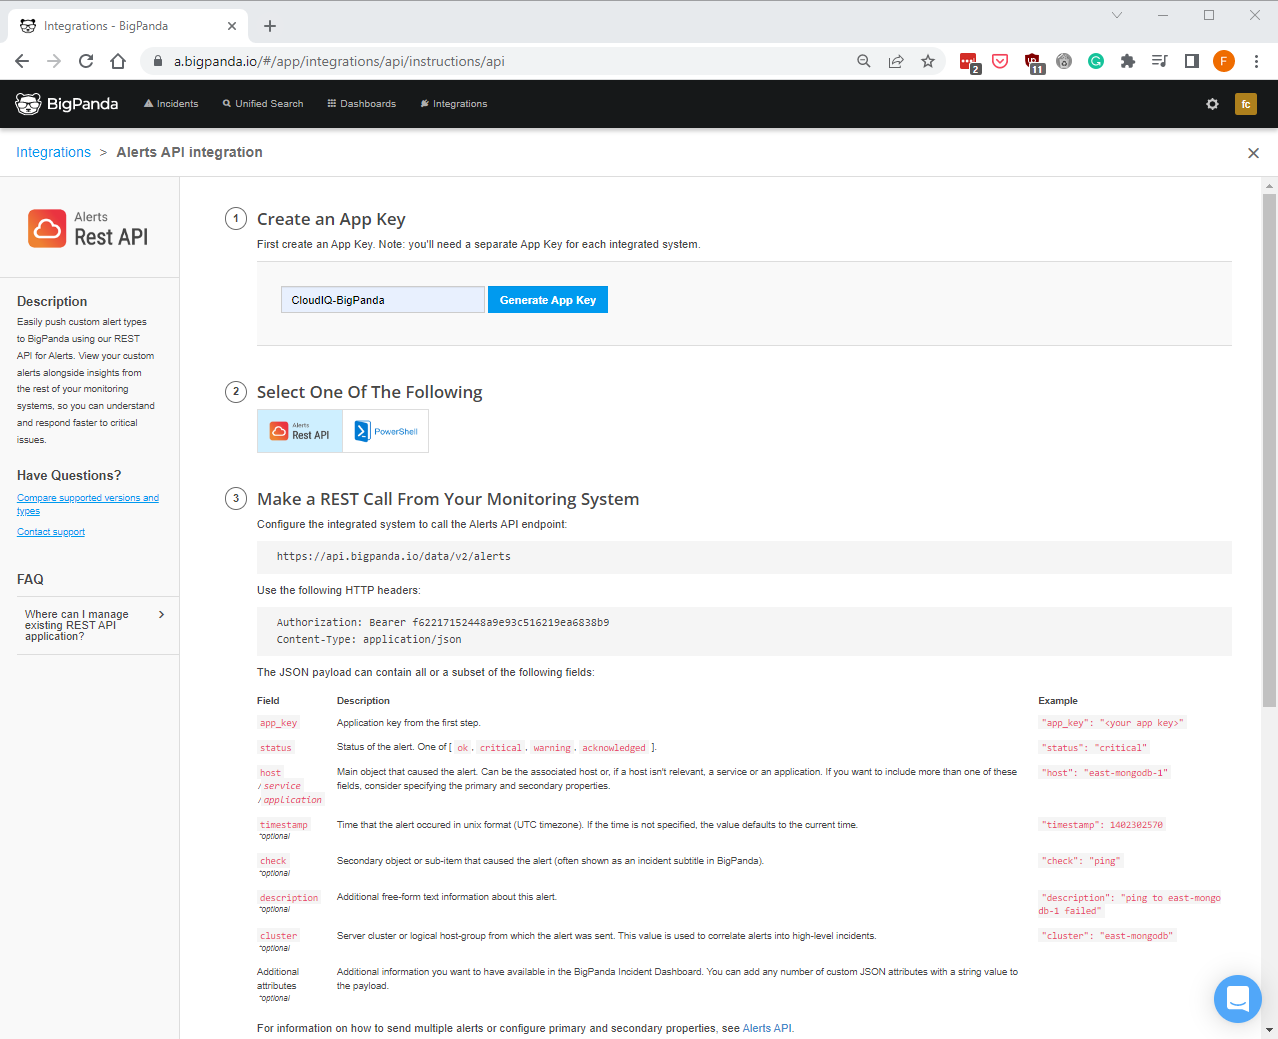 Integrations - BigPanda
a.bigpanda.io/#/app/integrations/api/instructions/api
2
11
F
BigPanda
Incidents
Unified Search
Dashboards
Integrations
fc
Integrations > Alerts API integration
Alerts
Rest API
Description
Easily push custom alert types
to BigPanda using our REST
API for Alerts. View your custom
alerts alongside insights from
the rest of your monitoring
systems, so you can understand
and respond faster to critical
issues.
Have Questions?
Compare supported versions and
types
Contact support
FAQ
Where can I manage
existing REST API
application?
1 Create an App Key
First create an App Key. Note: you'll need a separate App Key for each integrated system.
CloudIQ-BigPanda
Generate App Key
2 Select One Of The Following
Alerts
Rest API
PowerShell
3 Make a REST Call From Your Monitoring System
Configure the integrated system to call the Alerts API endpoint:
https://api.bigpanda.io/data/v2/alerts
Use the following HTTP headers:
Authorization: Bearer f62217152448a9e93c516219ea6838b9
Content-Type: application/json
The JSON payload can contain all or a subset of the following fields:
Field Description Example
app_key Application key from the first step. "app_key": "<your app key>"
status Status of the alert. One of [ ok, critical, warning, acknowledged ]. "status": "critical"
host Main object that caused the alert. Can be the associated host or, if a host isn't relevant, a service or an application. If you want to include more than one of these "host": "east-mongodb-1"
/service fields, consider specifying the primary and secondary properties.
/application
timestamp Time that the alert occured in unix format (UTC timezone). If the time is not specified, the value defaults to the current time. "timestamp": 1402302570
*optional
check Secondary object or sub-item that caused the alert (often shown as an incident subtitle in BigPanda). "check": "ping"
*optional
description Additional free-form text information about this alert. "description": "ping to east-mongo
*optional db-1 failed"
cluster Server cluster or logical host-group from which the alert was sent. This value is used to correlate alerts into high-level incidents. "cluster": "east-mongodb"
*optional
Additional Additional information you want to have available in the BigPanda Incident Dashboard. You can add any number of custom JSON attributes with a string value to
attributes the payload.
*optional
For information on how to send multiple alerts or configure primary and secondary properties, see Alerts API.